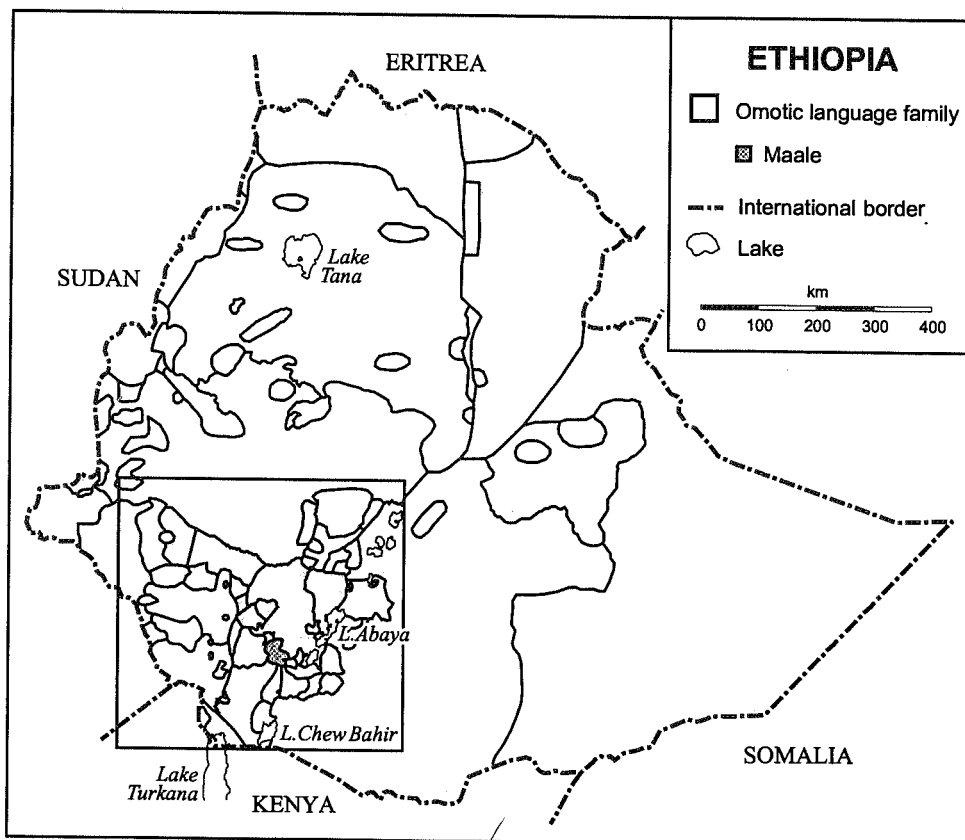 ERITREA
SUDAN
Lake
Tana
L.Abaya
L.Chew Bahir
Lake
Turkana
KENYA
SOMALIA
ETHIOPIA
Omotic language family
Maale
International border
Lake
km
0 100 200 300 400